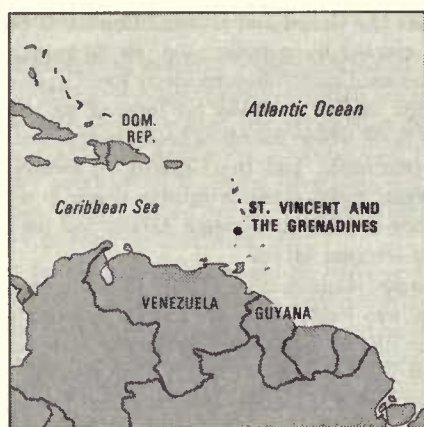 DOM.
REP.
Atlantic Ocean
Caribbean Sea
ST. VINCENT AND
THE GRENADINES
VENEZUELA
GUYANA